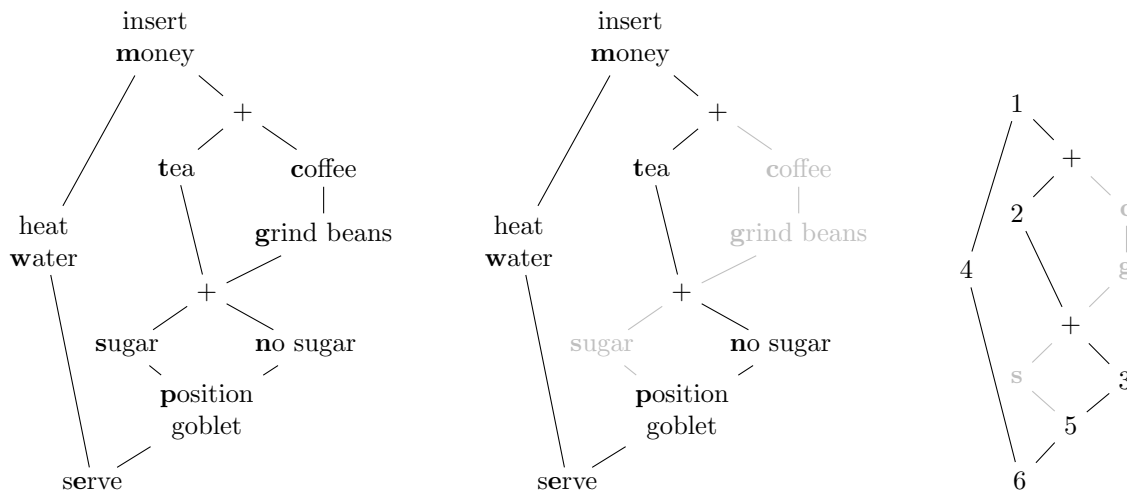 insert
money
+
tea
coffee
heat
water
grind beans
+
sugar
no sugar
position
goblet
serve
insert
money
+
tea
coffee
heat
water
grind beans
+
sugar
no sugar
position
goblet
serve
1
+
2
c
4
g
+
s
3
5
6